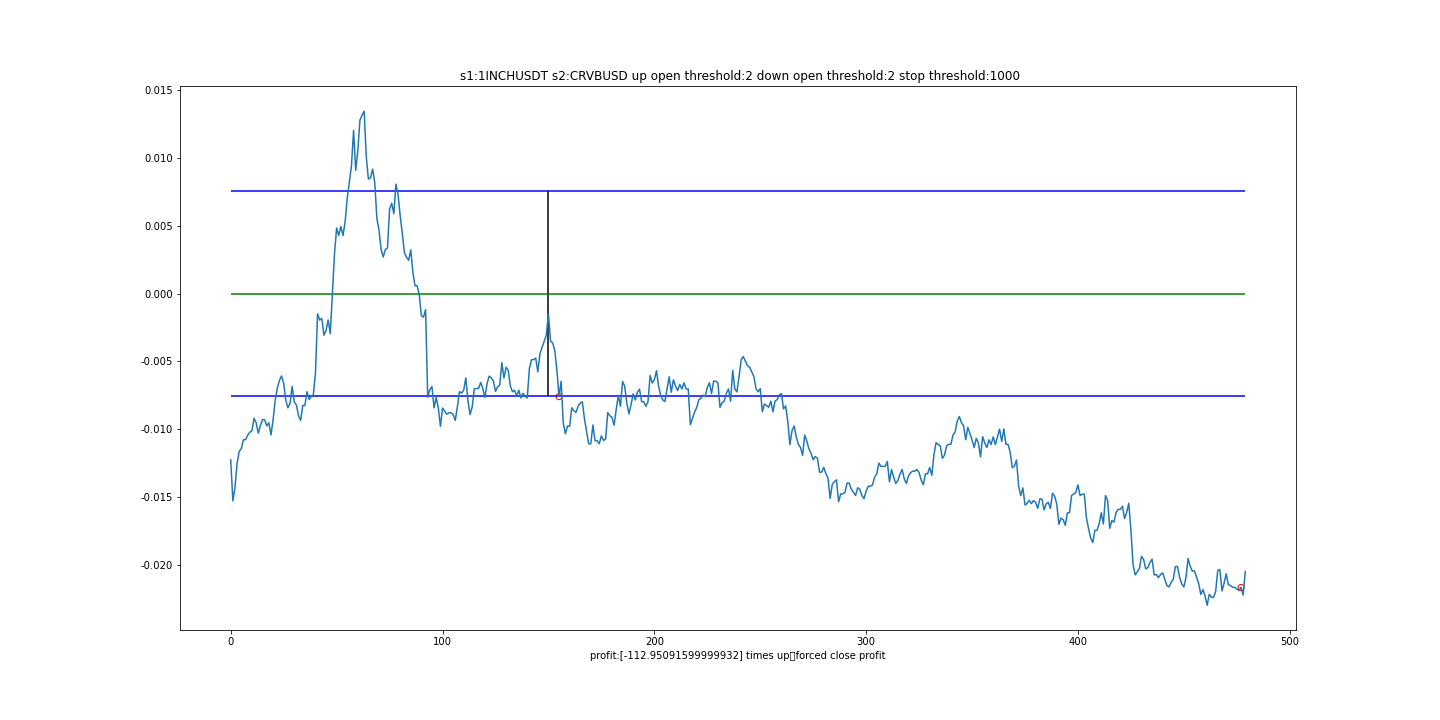 s1:1INCHUSDT s2:CRVBUSD up open threshold:2 down open threshold:2 stop threshold:1000
0.015
0.010
0.005
0.000
-0.005
-0.010
-0.015
-0.020
0 100 200 300 400 500
profit:[-112.95091599999932] times up▯forced close profit